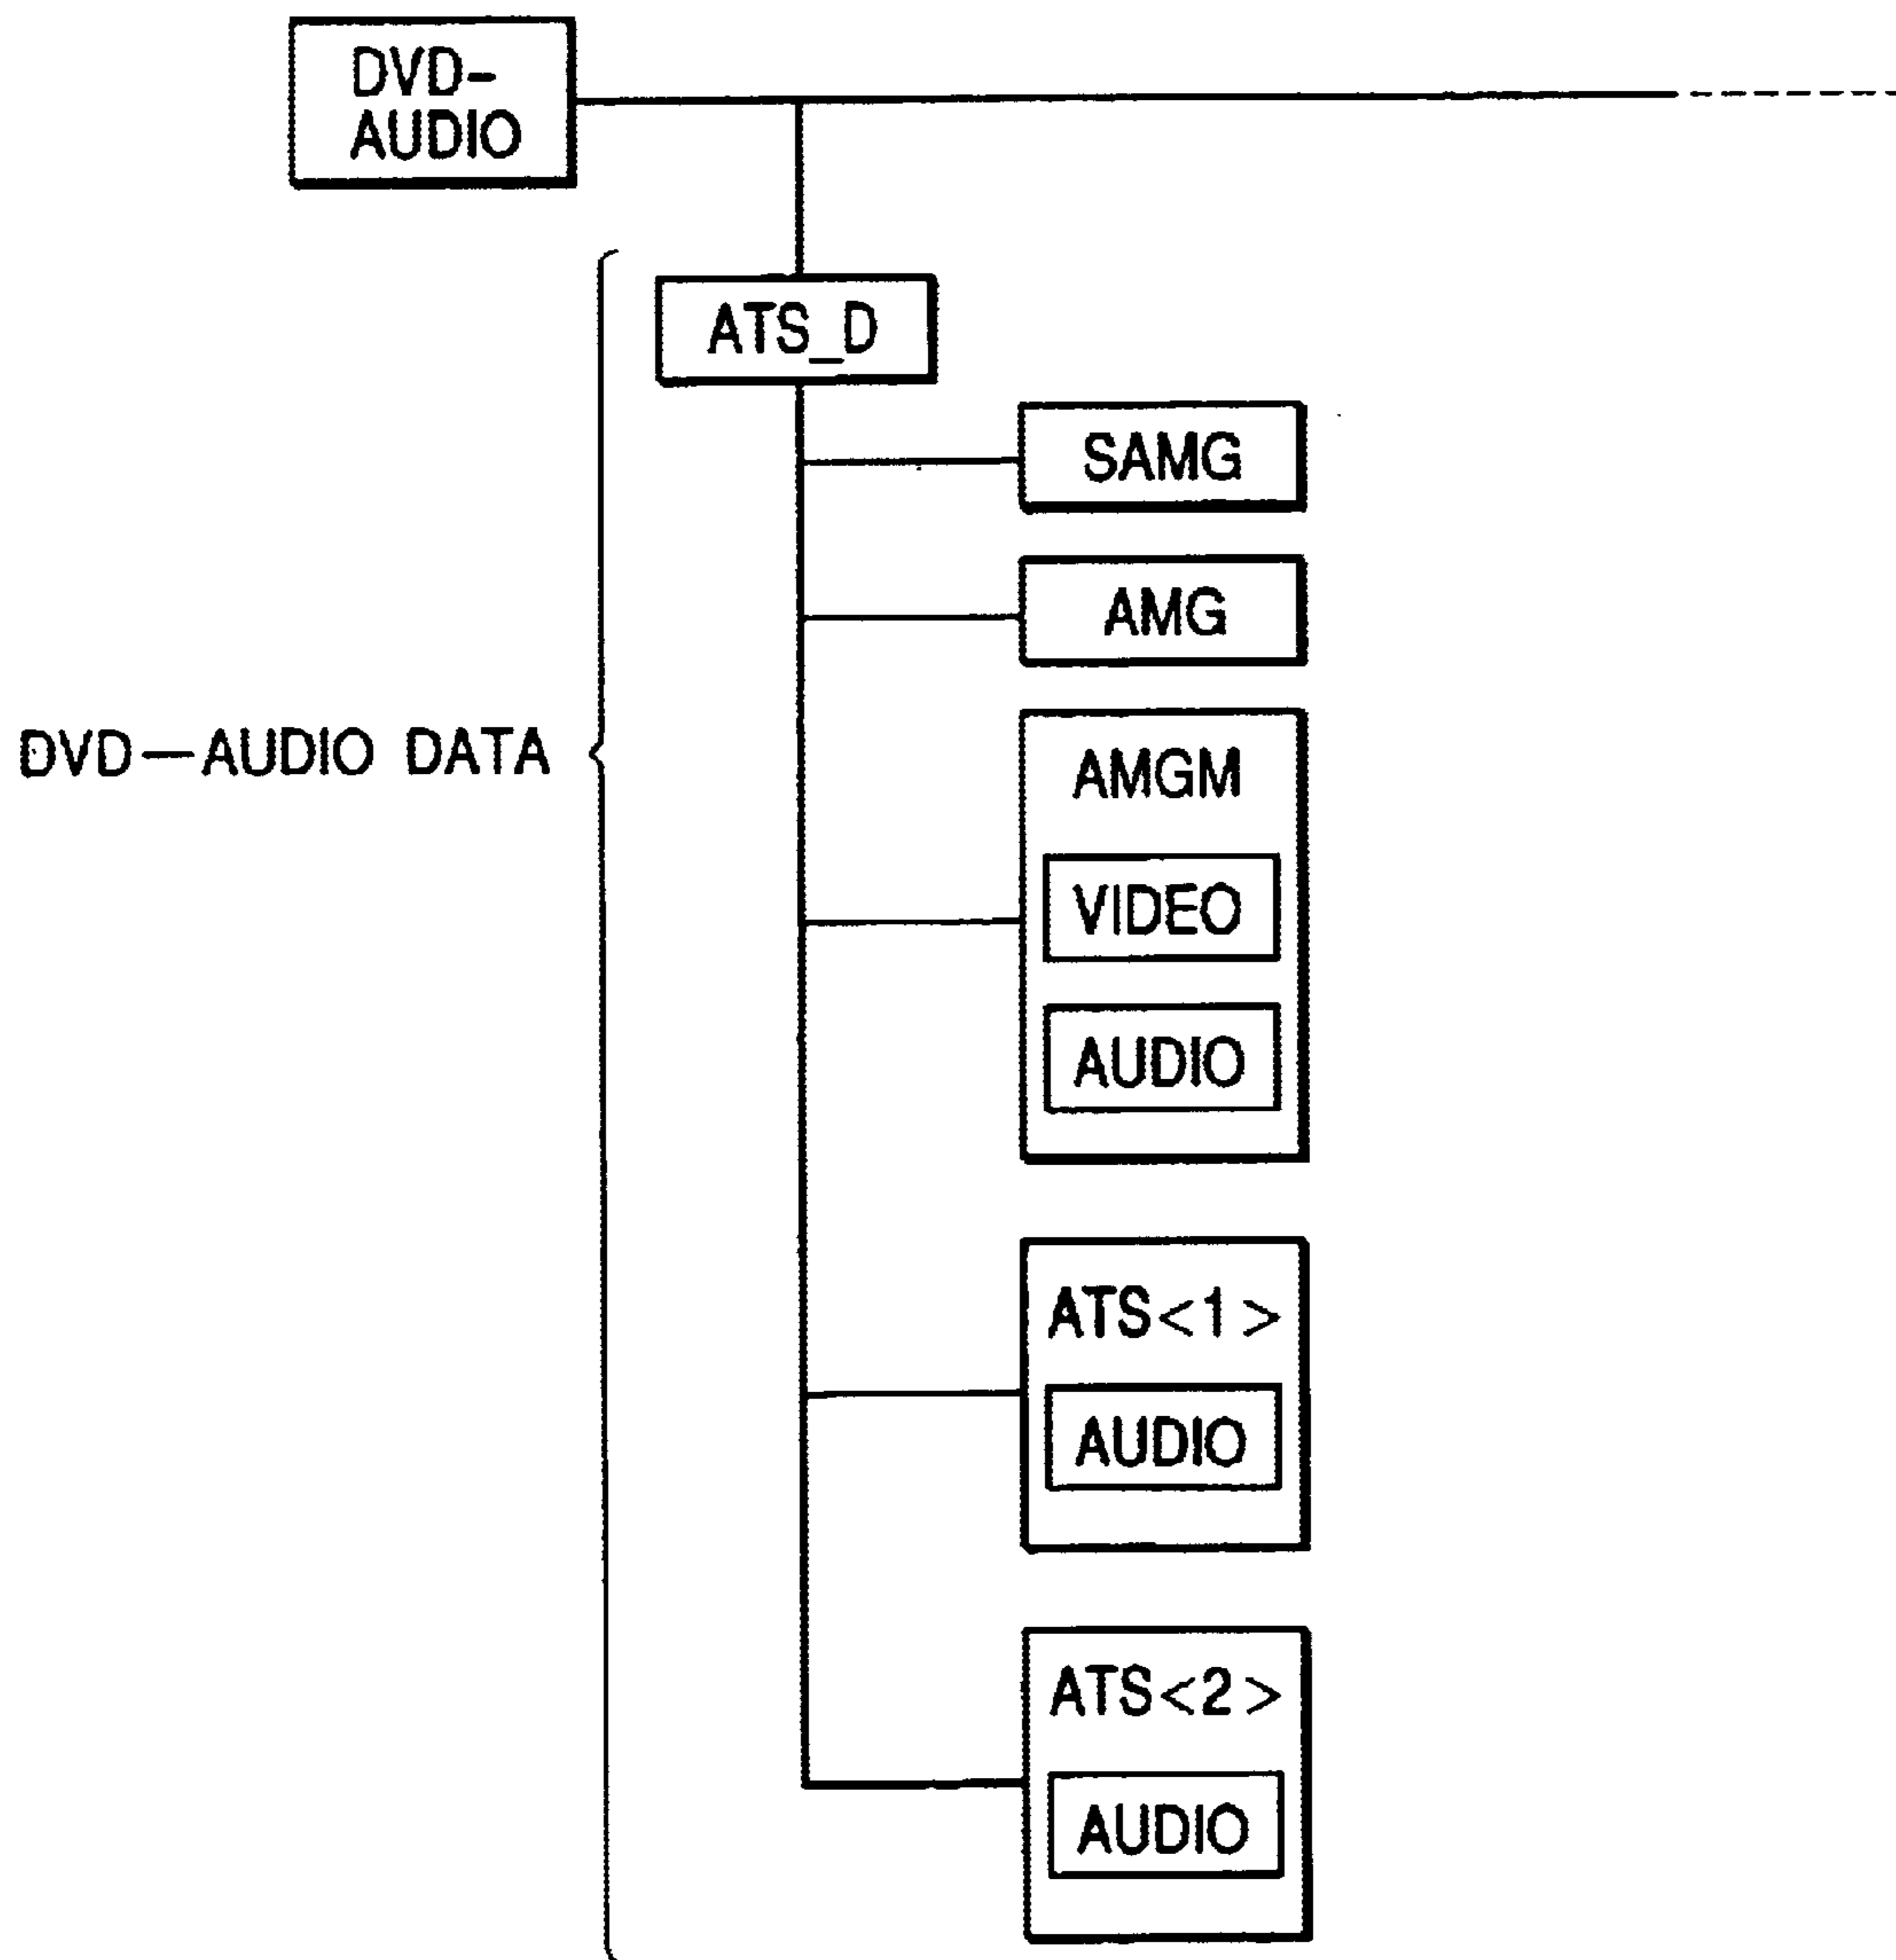 DVD-
AUDIO
ATS_D
SAMG
AMG
DVD—AUDIO DATA
AMGM
VIDEO
AUDIO
ATS<1>
AUDIO
ATS<2>
AUDIO